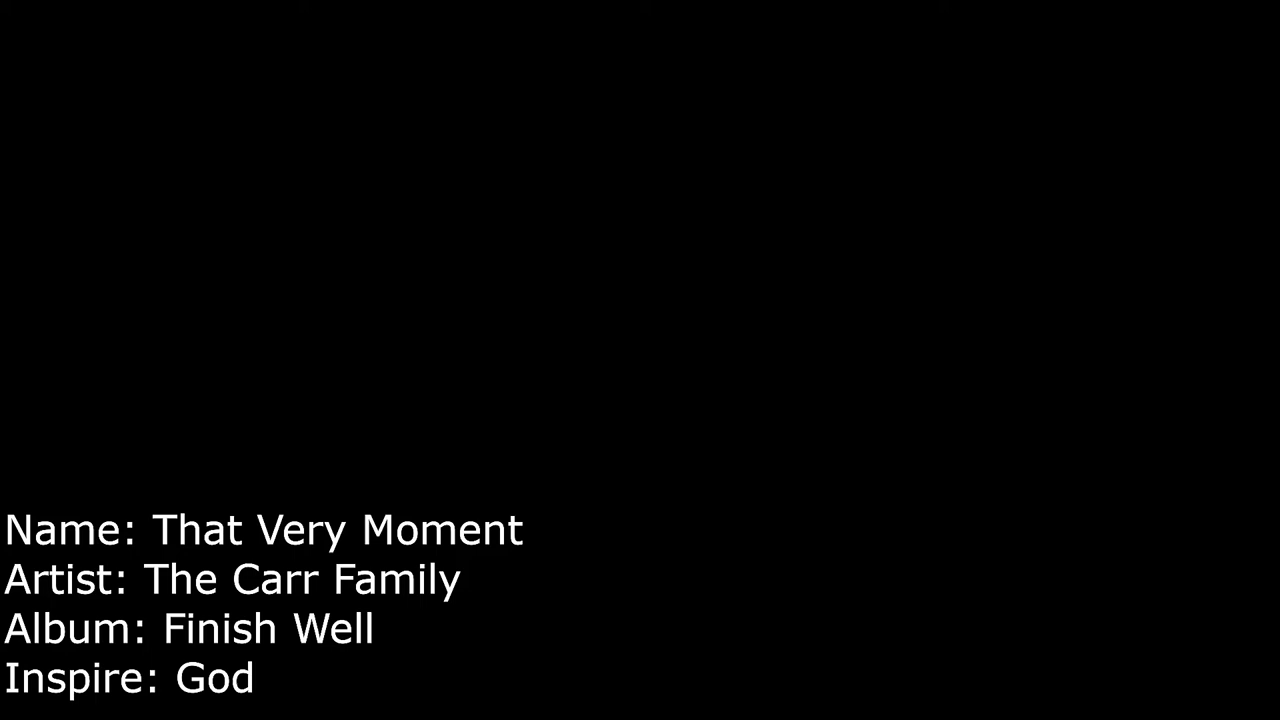 Name: That Very Moment
Artist: The Carr Family
Album: Finish Well
Inspire: God